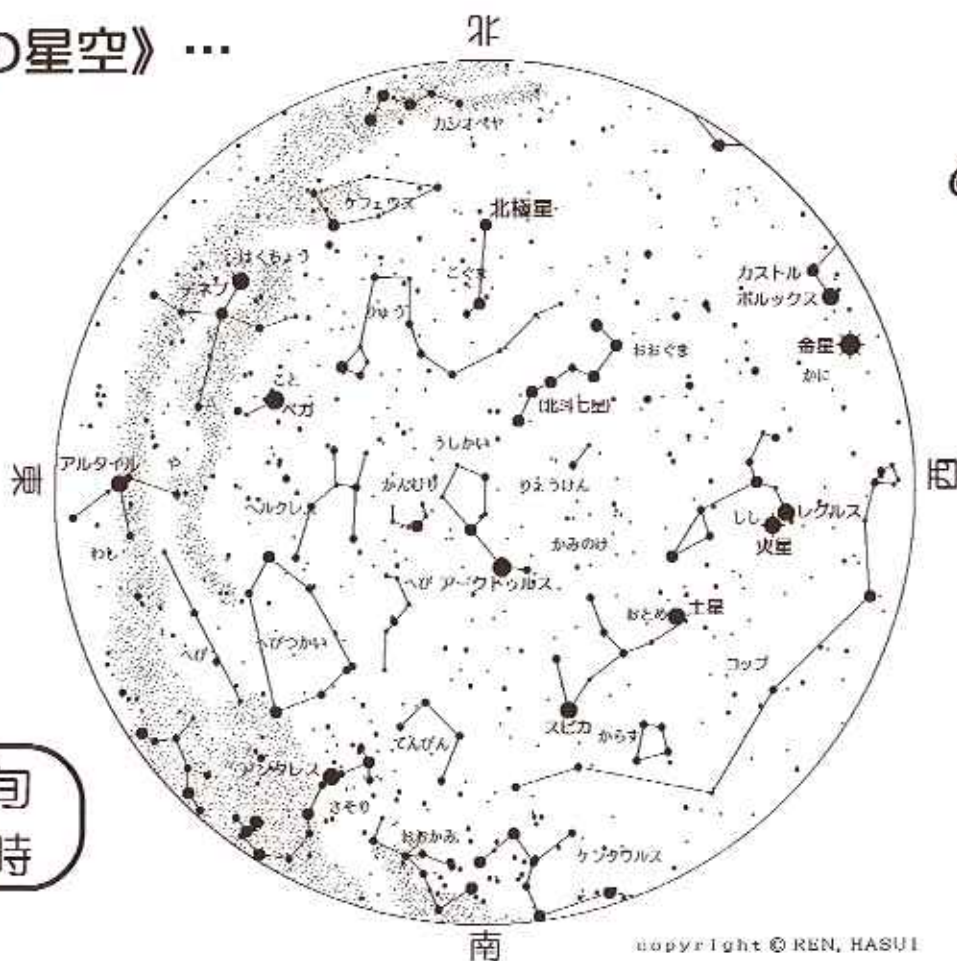 の星空》…
北
カシオペヤ
ケフェウス
北極星
はくちょう
デネブ
こぐま
りゅう
カストル
ポルックス
金星
かに
おおぐま
(北斗七星)
こと
ベガ
うしかい
りょうけん
東
アルタイル
や
ヘルクレ
かんむり
西
レグルス
しし
火星
かみのけ
わし
へび
アークトゥルス
おとめ
土星
へびつかい
へび
コップ
スピカ
からす
てんびん
アンタレス
さそり
おおかみ
ケンタウルス
旬
時
南
copyright © REN, HASUI